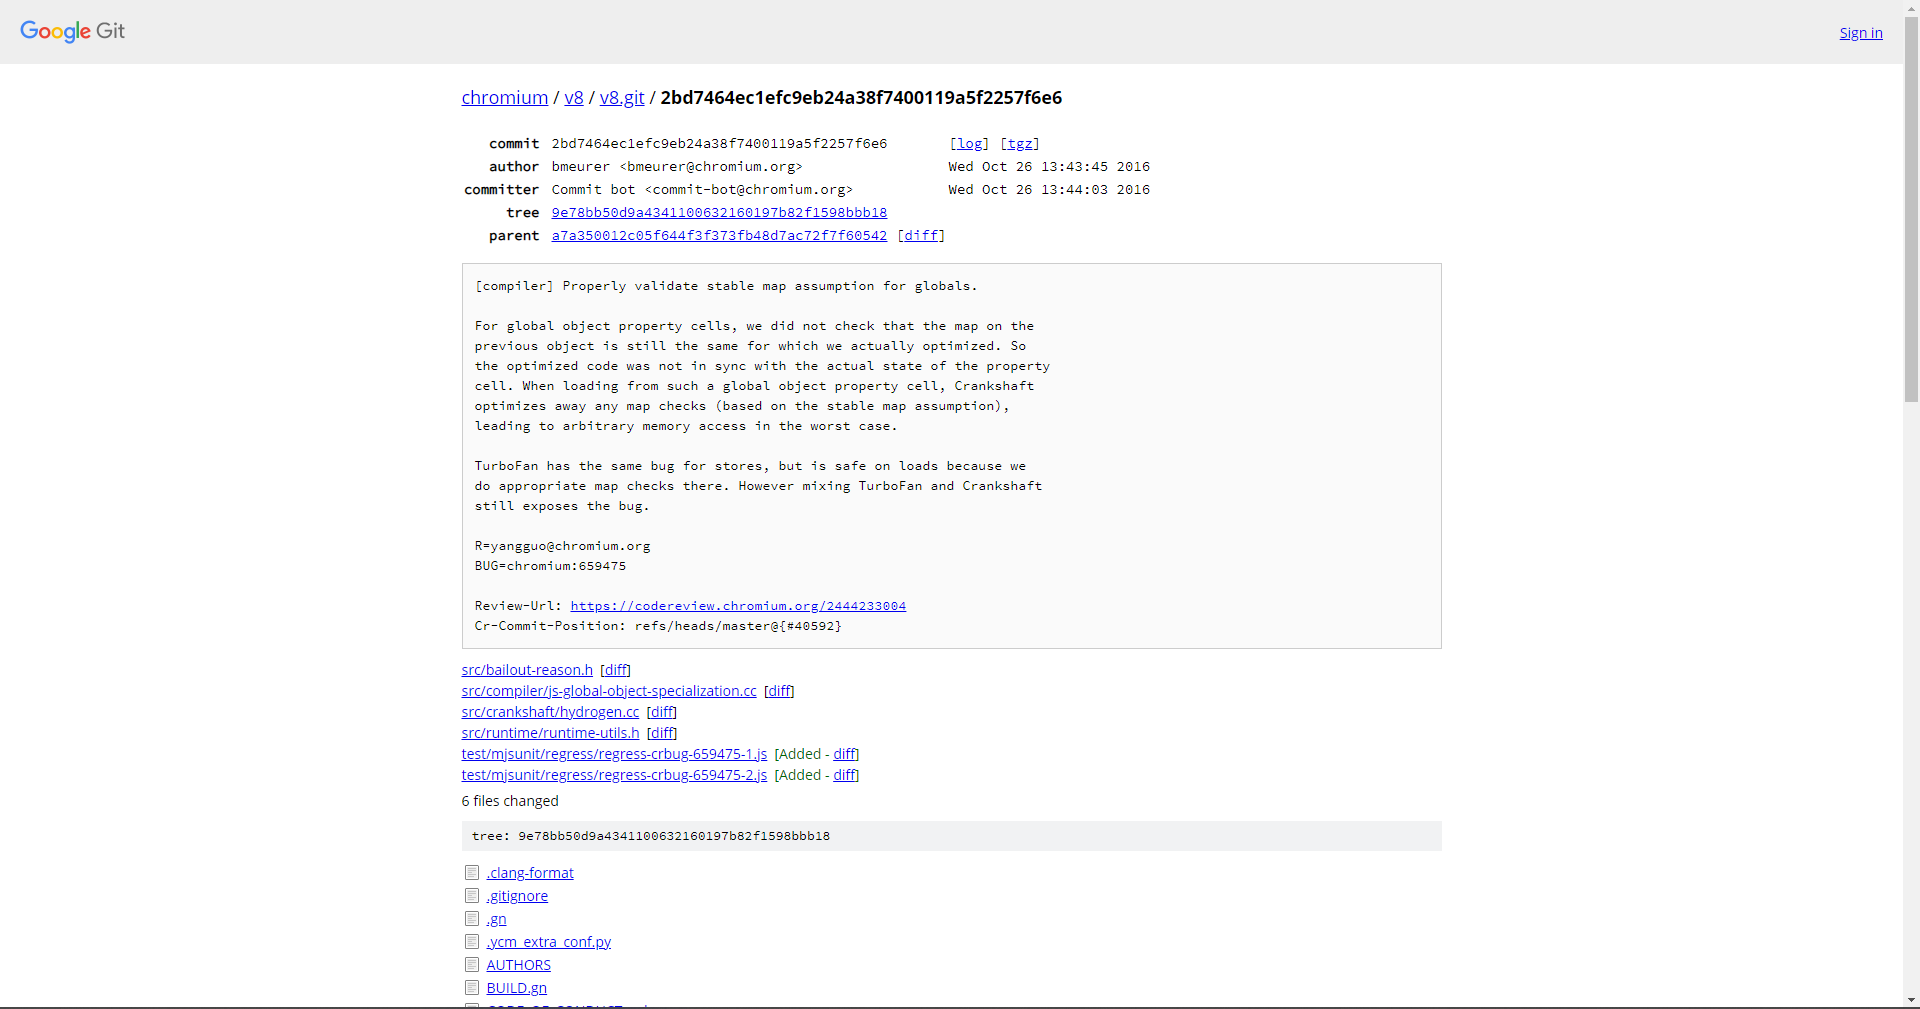 Google Git
Sign in
chromium / v8 / v8.git / 2bd7464ec1efc9eb24a38f7400119a5f2257f6e6
commit 2bd7464ec1efc9eb24a38f7400119a5f2257f6e6 [log] [tgz]
author bmeurer <bmeurer@chromium.org> Wed Oct 26 13:43:45 2016
committer Commit bot <commit-bot@chromium.org> Wed Oct 26 13:44:03 2016
tree 9e78bb50d9a4341100632160197b82f1598bbb18
parent a7a350012c05f644f3f373fb48d7ac72f7f60542 [diff]
[compiler] Properly validate stable map assumption for globals.
For global object property cells, we did not check that the map on the
previous object is still the same for which we actually optimized. So
the optimized code was not in sync with the actual state of the property
cell. When loading from such a global object property cell, Crankshaft
optimizes away any map checks (based on the stable map assumption),
leading to arbitrary memory access in the worst case.
TurboFan has the same bug for stores, but is safe on loads because we
do appropriate map checks there. However mixing TurboFan and Crankshaft
still exposes the bug.
R=yangguo@chromium.org
BUG=chromium:659475
Review-Url: https://codereview.chromium.org/2444233004
Cr-Commit-Position: refs/heads/master@{#40592}
src/bailout-reason.h [diff]
src/compiler/js-global-object-specialization.cc [diff]
src/crankshaft/hydrogen.cc [diff]
src/runtime/runtime-utils.h [diff]
test/mjsunit/regress/regress-crbug-659475-1.js [Added - diff]
test/mjsunit/regress/regress-crbug-659475-2.js [Added - diff]
6 files changed
tree: 9e78bb50d9a4341100632160197b82f1598bbb18
.clang-format
.gitignore
.gn
.ycm_extra_conf.py
AUTHORS
BUILD.gn